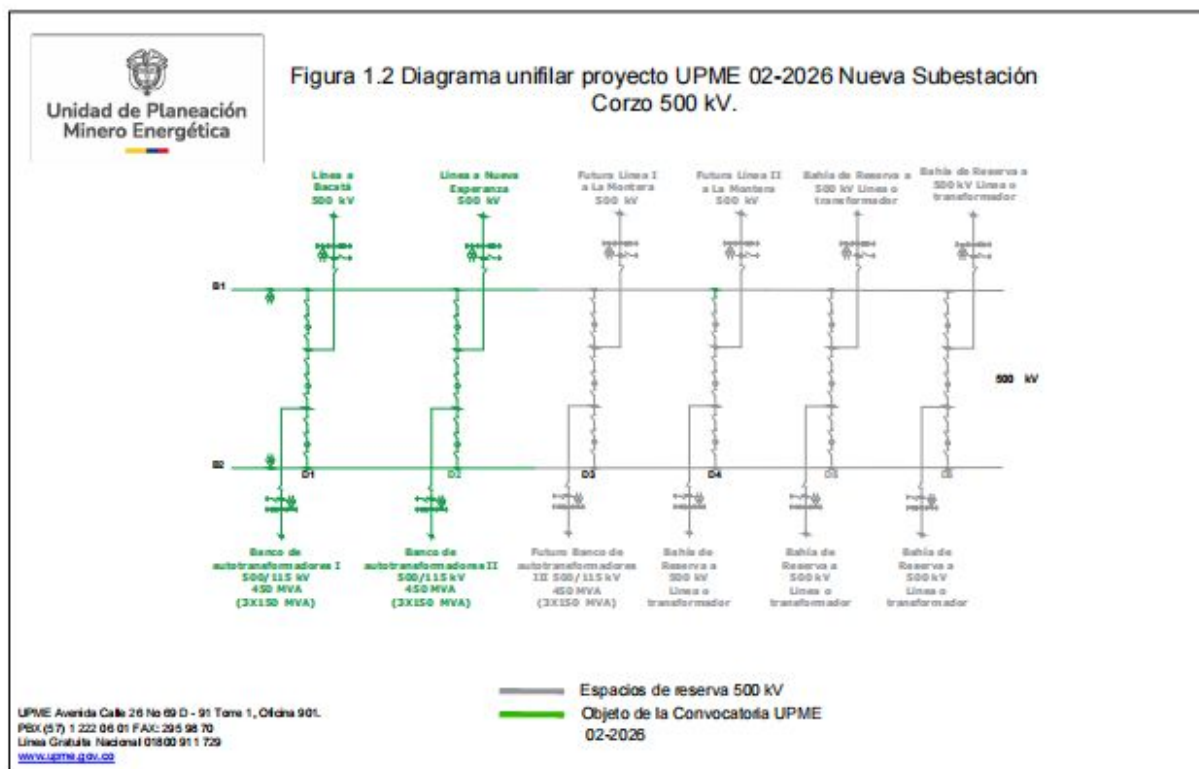 Unidad de Planeación
Minero Energética
Figura 1.2 Diagrama unifilar proyecto UPME 02-2026 Nueva Subestación
Corzo 500 kV.
Línea a
Bacatá
500 kV
Línea a Nueva
Esperanza
500 kV
Futura Línea I
a La Montera
500 kV
Futura Línea II
a La Montera
500 kV
Bahía de Reserva a
500 kV Línea o
transformador
Bahía de Reserva a
500 kV Línea o
transformador
B1
500 kV
B2
D1
D2
D3
D4
D5
D6
Banco de
autotransformadores I
500/115 kV
450 MVA
(3X150 MVA)
Banco de
autotransformadores II
500/115 kV
450 MVA
(3X150 MVA)
Futuro Banco de
autotransformadores
III 500/115 kV
450 MVA
(3X150 MVA)
Bahía de
Reserva a
500 kV
Línea o
transformador
Bahía de
Reserva a
500 kV
Línea o
transformador
Bahía de
Reserva a
500 kV
Línea o
transformador
Espacios de reserva 500 kV
Objeto de la Convocatoria UPME
02-2026
UPME Avenida Calle 26 No 69 D - 91 Torre 1, Oficina 901.
PBX (57) 1 222 06 01 FAX: 295 98 70
Línea Gratuita Nacional 01800 911 729
www.upme.gov.co